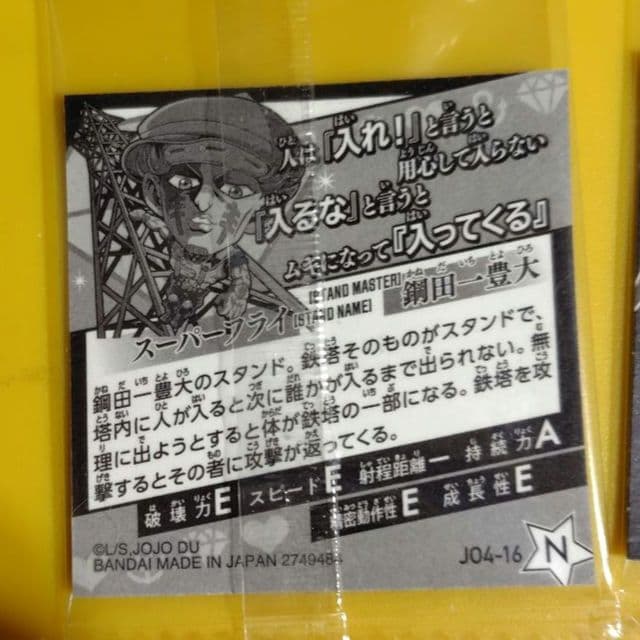 人は『入れ!』と言うと
用心して入らない
『入るな』と言うと
ムキになって『入ってくる』
[STAND MASTER] 鋼田一豊大
スーパーフライ [STAND NAME]
鋼田一豊大のスタンド。鉄塔そのものがスタンドで、
塔内に人が入ると次に誰かが入るまで出られない。無
理に出ようとすると体が鉄塔の一部になる。鉄塔を攻
撃するとその者に攻撃が返ってくる。
破壊力 E スピード E 射程距離 ー 持続力 A
精密動作性 E 成長性 E
©L/S,JOJO DU
BANDAI MADE IN JAPAN 2749484
J04-16 N